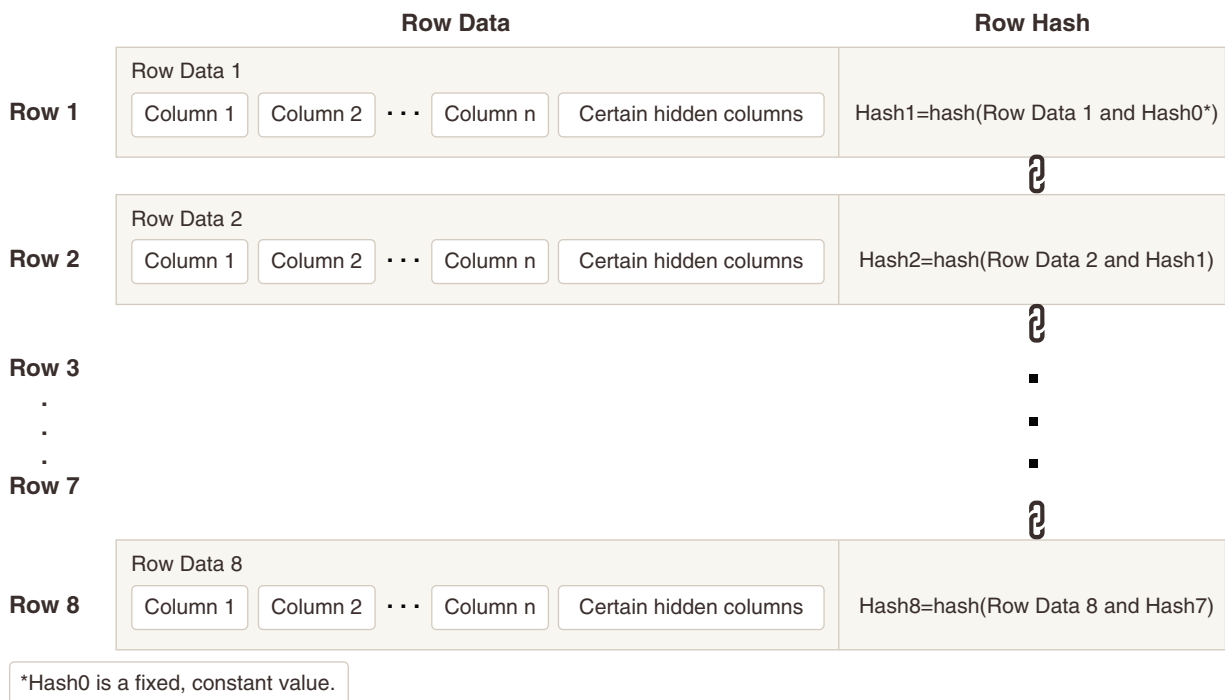 Row Data Row Hash
Row Data 1
Row 1 Column 1 Column 2 ... Column n Certain hidden columns Hash1=hash(Row Data 1 and Hash0*)
Row Data 2
Row 2 Column 1 Column 2 ... Column n Certain hidden columns Hash2=hash(Row Data 2 and Hash1)
Row 3
.
.
.
Row 7
Row Data 8
Row 8 Column 1 Column 2 ... Column n Certain hidden columns Hash8=hash(Row Data 8 and Hash7)
*Hash0 is a fixed, constant value.